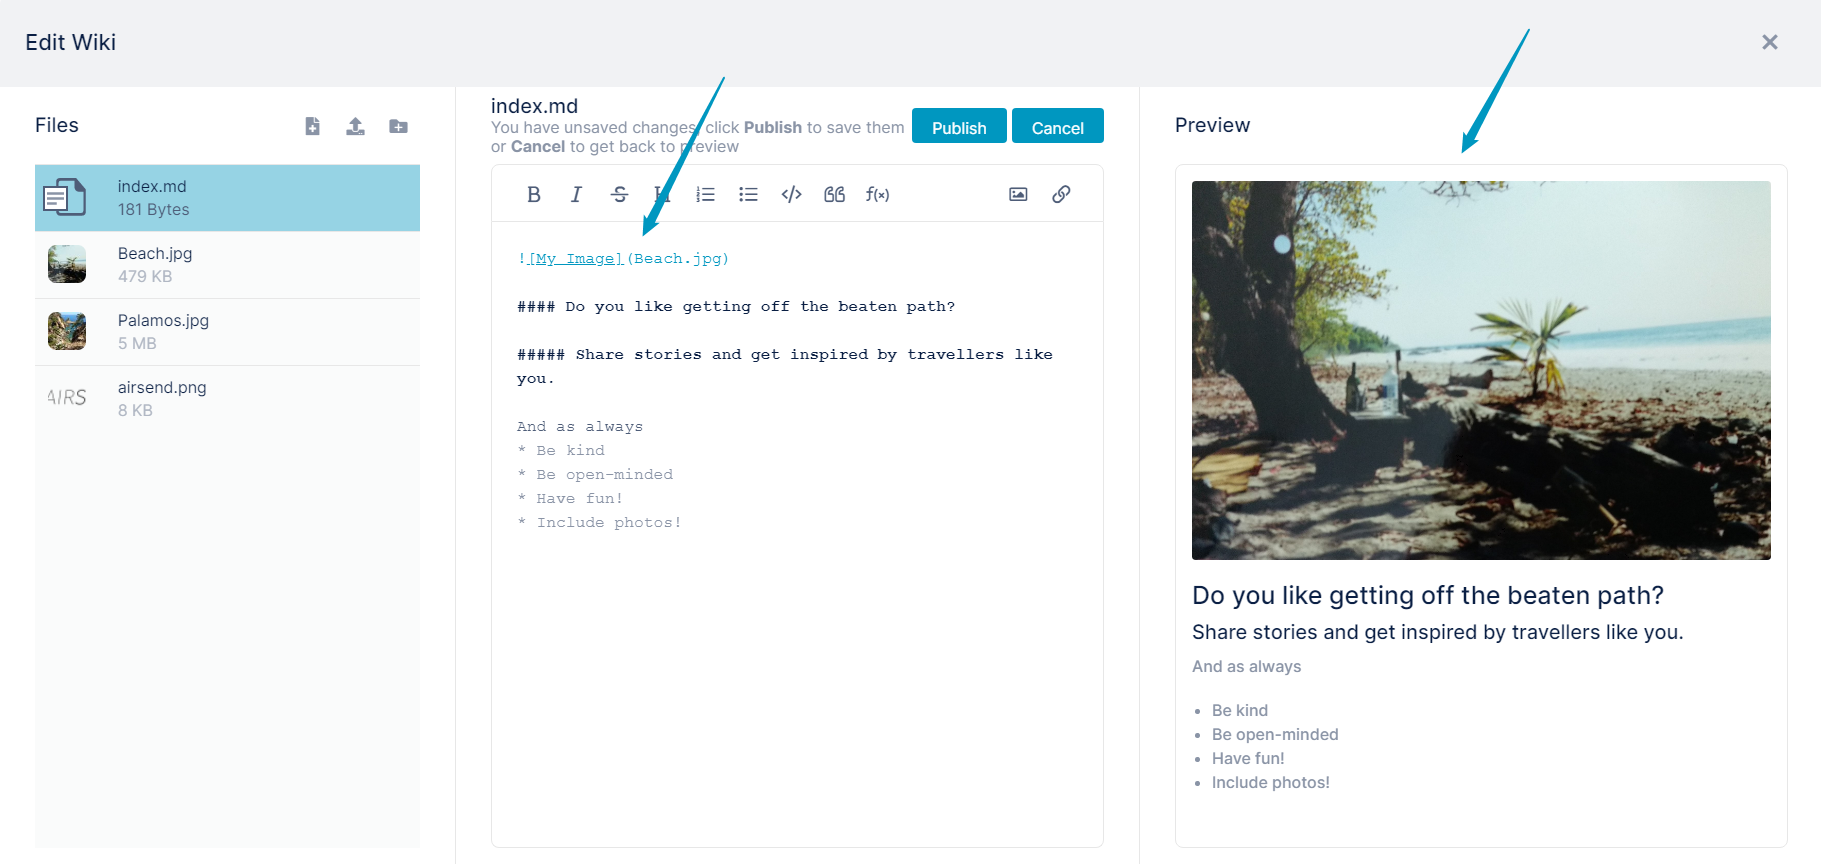 Edit Wiki
Files
index.md
181 Bytes
Beach.jpg
479 KB
Palamos.jpg
5 MB
AIRS
airsend.png
8 KB
index.md
You have unsaved changes, click Publish to save them
or Cancel to get back to preview
Publish
Cancel
B I S H </> f(x)
![My Image](Beach.jpg)
#### Do you like getting off the beaten path?
##### Share stories and get inspired by travellers like
you.
And as always
* Be kind
* Be open-minded
* Have fun!
* Include photos!
Preview
Do you like getting off the beaten path?
Share stories and get inspired by travellers like you.
And as always
• Be kind
• Be open-minded
• Have fun!
• Include photos!